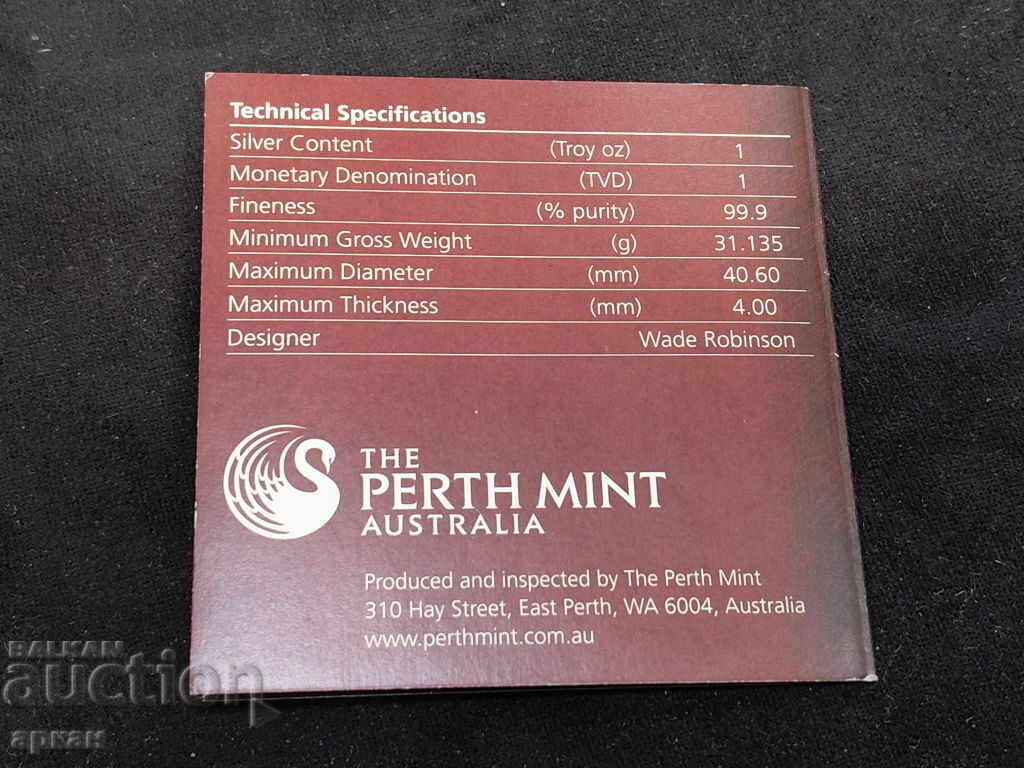 Technical Specifications
Silver Content (Troy oz) 1
Monetary Denomination (TVD) 1
Fineness (% purity) 99.9
Minimum Gross Weight (g) 31.135
Maximum Diameter (mm) 40.60
Maximum Thickness (mm) 4.00
Designer Wade Robinson
THE
PERTH MINT
AUSTRALIA
Produced and inspected by The Perth Mint
310 Hay Street, East Perth, WA 6004, Australia
www.perthmint.com.au
BALKAN
auction
аркан